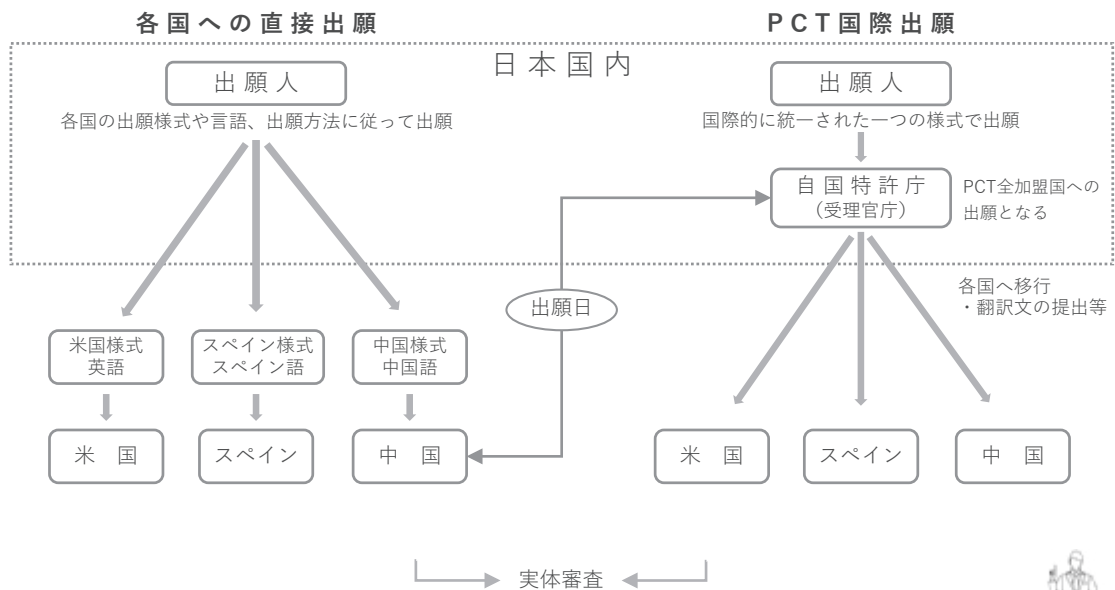 各国への直接出願
PCT国際出願
日本国内
出願人
各国の出願様式や言語、出願方法に従って出願
出願人
国際的に統一された一つの様式で出願
自国特許庁
（受理官庁）
PCT全加盟国への
出願となる
出願日
各国へ移行
・翻訳文の提出等
米国様式
英語
スペイン様式
スペイン語
中国様式
中国語
米 国
スペイン
中 国
米 国
スペイン
中 国
実体審査